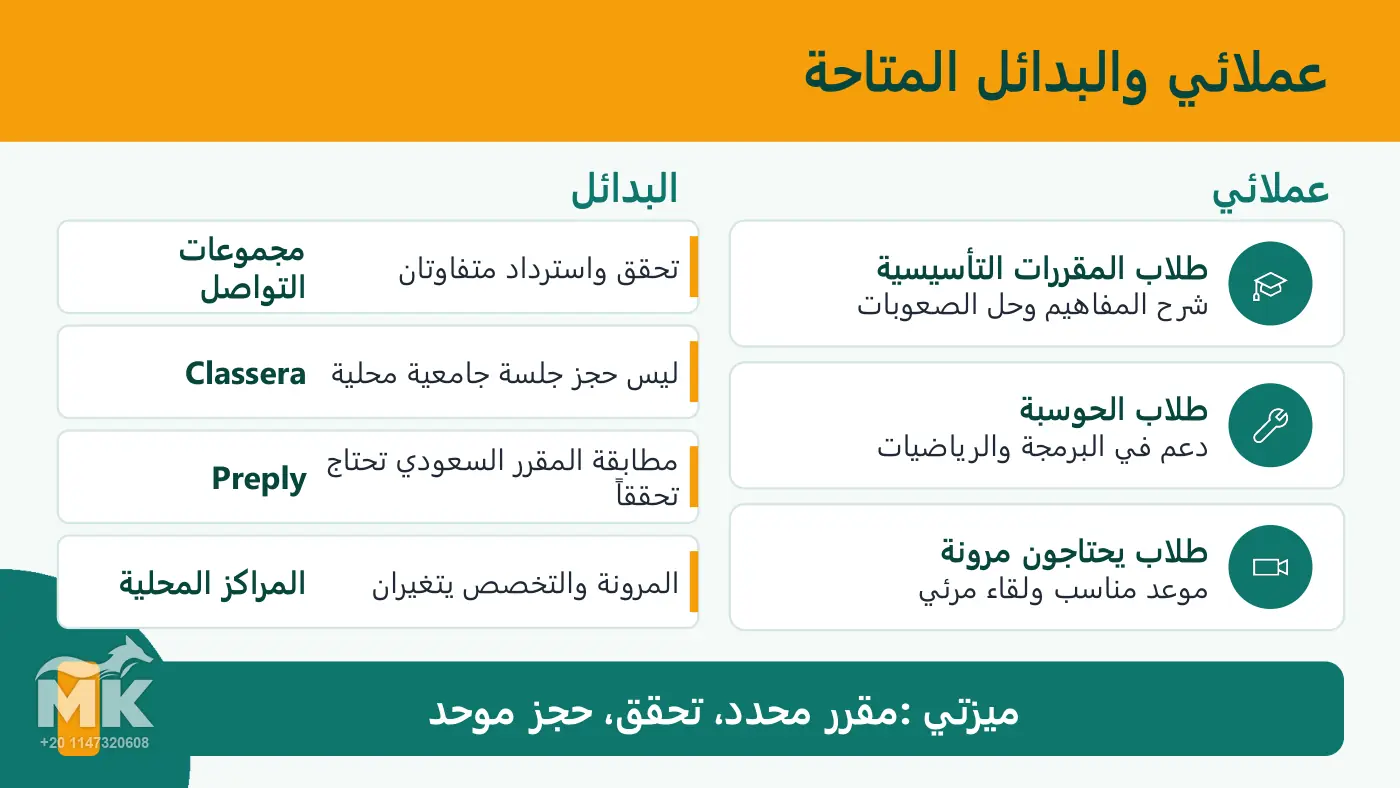 عملائي والبدائل المتاحة
عملائي
طلاب المقررات التأسيسية
شرح المفاهيم وحل الصعوبات
طلاب الحوسبة
دعم في البرمجة والرياضيات
طلاب يحتاجون مرونة
موعد مناسب ولقاء مرئي
البدائل
تحقق واسترداد متفاوتان
مجموعات
التواصل
ليس حجز جلسة جامعية محلية
Classera
مطابقة المقرر السعودي تحتاج
تحققاً
Preply
المرونة والتخصص يتغيران
المراكز المحلية
ميزتي :مقرر محدد، تحقق، حجز موحد
MK
+20 1147320608